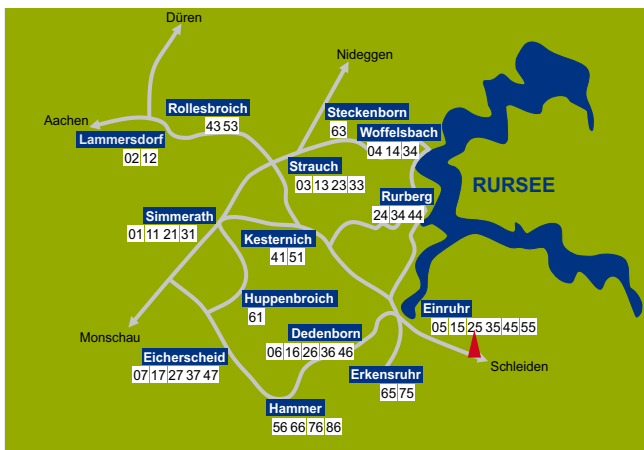 Düren
Nideggen
Aachen
Rollesbroich
43 53
Steckenborn
63
Lammersdorf
02 12
Woffelsbach
04 14 34
Strauch
03 13 23 33
RURSEE
Simmerath
01 11 21 31
Rurberg
24 34 44
Kesternich
41 51
Huppenbroich
61
Einruhr
05 15 25 35 45 55
Monschau
Dedenborn
06 16 26 36 46
Eicherscheid
07 17 27 37 47
Schleiden
Erkensruhr
65 75
Hammer
56 66 76 86